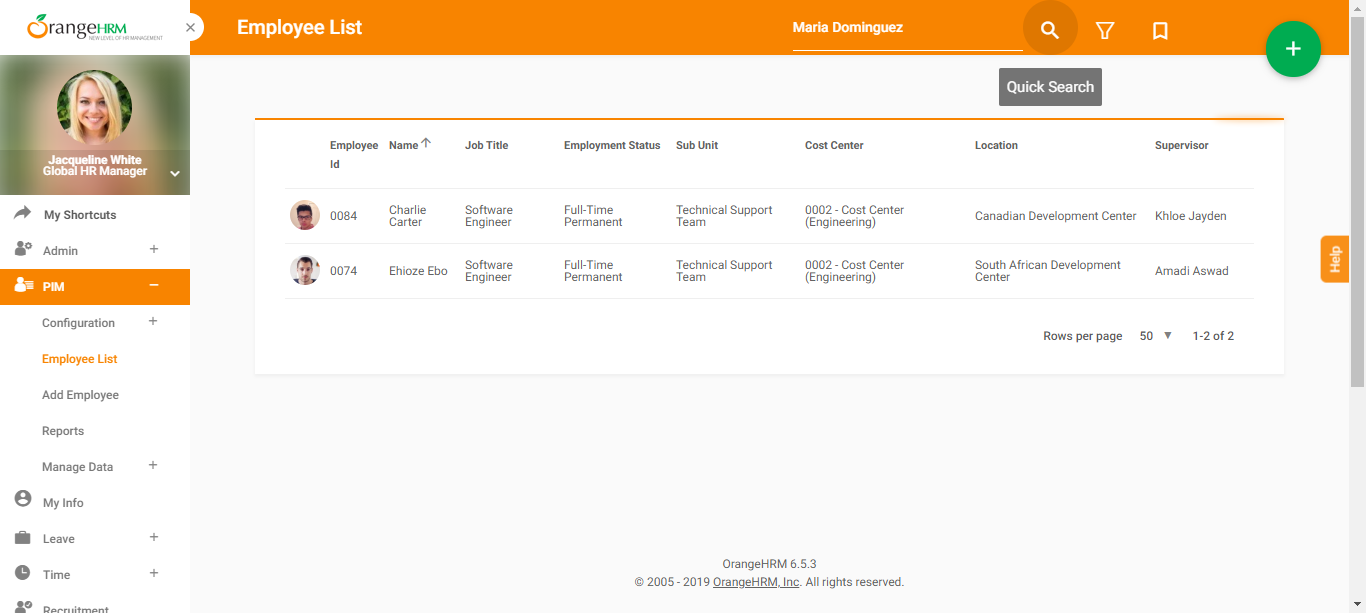 OrangeHRM
NEW LEVEL OF HR MANAGEMENT
Employee List
Maria Dominguez
Quick Search
Jacqueline White
Global HR Manager
My Shortcuts
Admin
PIM
Configuration
Employee List
Add Employee
Reports
Manage Data
My Info
Leave
Time
Recruitment
Employee Id Name Job Title Employment Status Sub Unit Cost Center Location Supervisor
0084 Charlie Carter Software Engineer Full-Time Permanent Technical Support Team 0002 - Cost Center (Engineering) Canadian Development Center Khloe Jayden
0074 Ehioze Ebo Software Engineer Full-Time Permanent Technical Support Team 0002 - Cost Center (Engineering) South African Development Center Amadi Aswad
Rows per page 50 1-2 of 2
Help
OrangeHRM 6.5.3
© 2005 - 2019 OrangeHRM, Inc. All rights reserved.